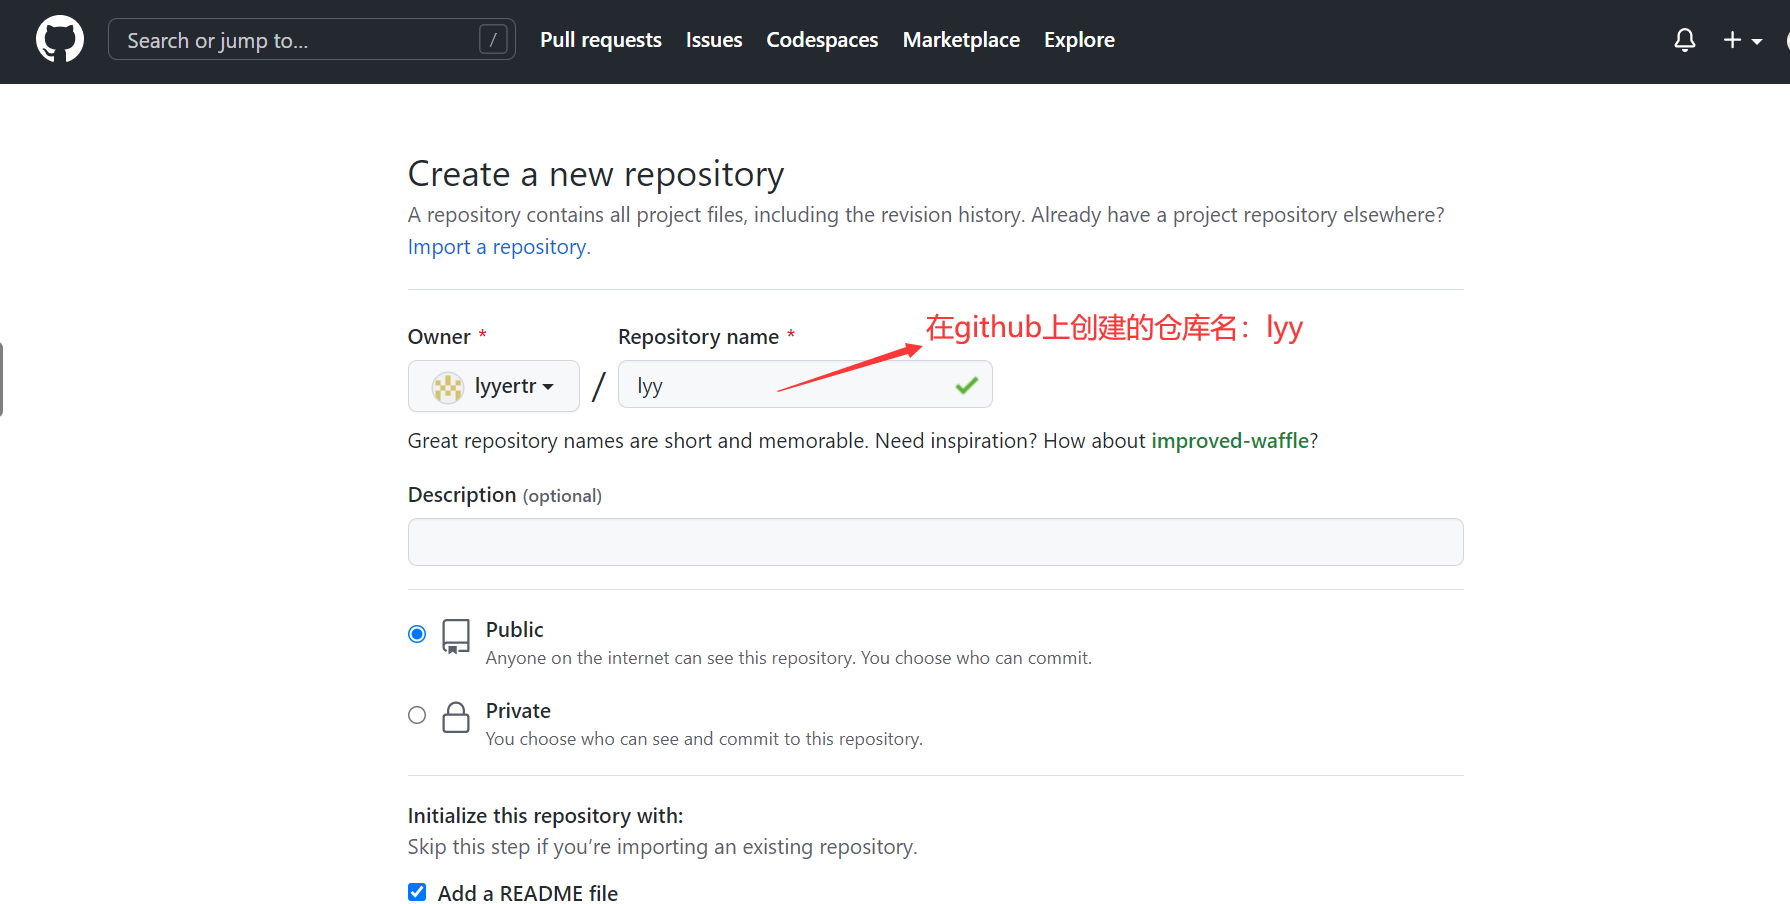 Search or jump to... /
Pull requests Issues Codespaces Marketplace Explore
Create a new repository
A repository contains all project files, including the revision history. Already have a project repository elsewhere?
Import a repository.
在github上创建的仓库名：lyy
Owner * Repository name *
lyyertr / lyy
Great repository names are short and memorable. Need inspiration? How about improved-waffle?
Description (optional)
Public
Anyone on the internet can see this repository. You choose who can commit.
Private
You choose who can see and commit to this repository.
Initialize this repository with:
Skip this step if you’re importing an existing repository.
Add a README file